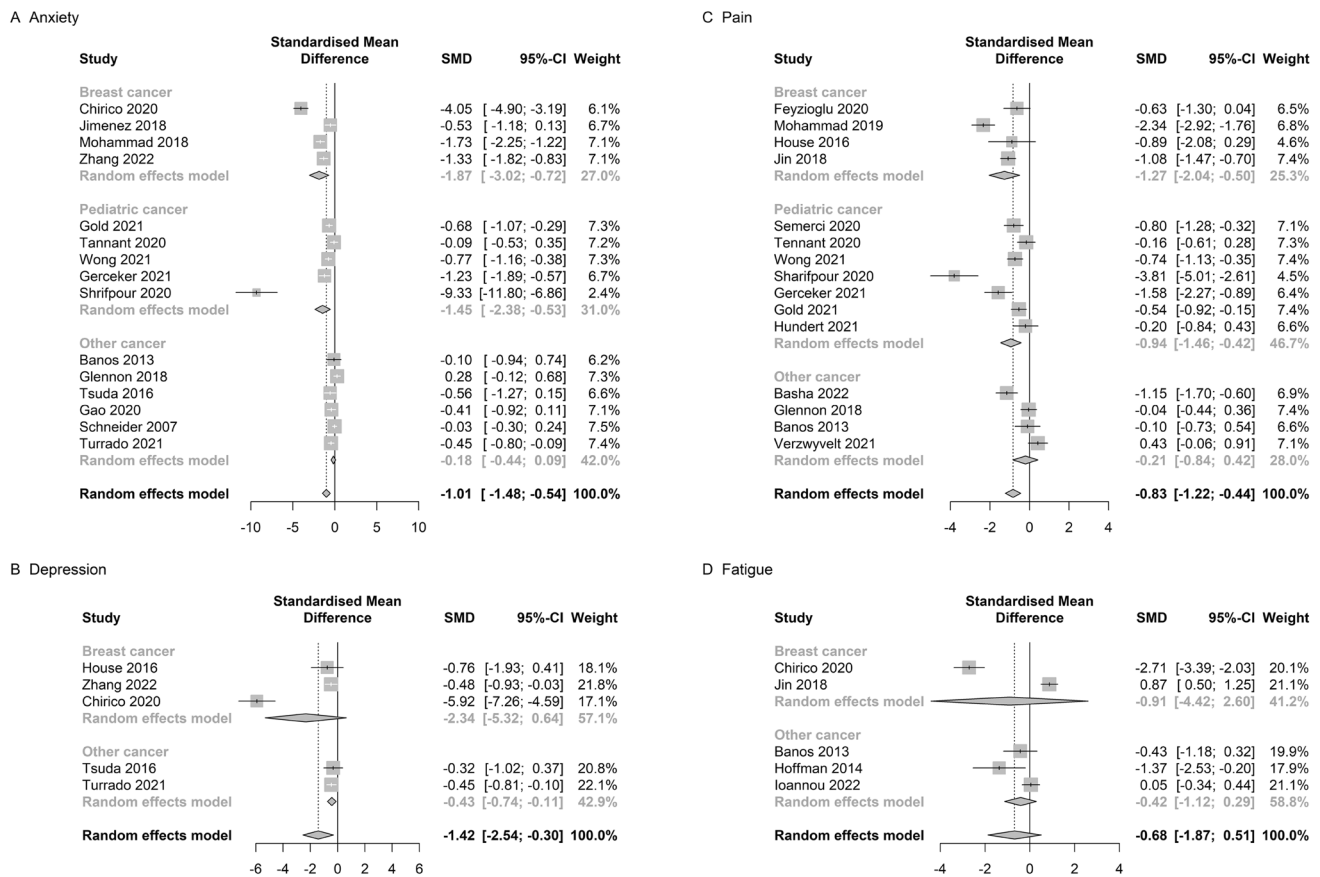 A Anxiety
Standardised Mean
Study Difference SMD 95%-CI Weight
Breast cancer
Chirico 2020 -4.05 [ -4.90; -3.19] 6.1%
Jimenez 2018 -0.53 [ -1.18; 0.13] 6.7%
Mohammad 2018 -1.73 [ -2.25; -1.22] 7.1%
Zhang 2022 -1.33 [ -1.82; -0.83] 7.1%
Random effects model -1.87 [ -3.02; -0.72] 27.0%
Pediatric cancer
Gold 2021 -0.68 [ -1.07; -0.29] 7.3%
Tannant 2020 -0.09 [ -0.53; 0.35] 7.2%
Wong 2021 -0.77 [ -1.16; -0.38] 7.3%
Gerceker 2021 -1.23 [ -1.89; -0.57] 6.7%
Shrifpour 2020 -9.33 [-11.80; -6.86] 2.4%
Random effects model -1.45 [ -2.38; -0.53] 31.0%
Other cancer
Banos 2013 -0.10 [ -0.94; 0.74] 6.2%
Glennon 2018 0.28 [ -0.12; 0.68] 7.3%
Tsuda 2016 -0.56 [ -1.27; 0.15] 6.6%
Gao 2020 -0.41 [ -0.92; 0.11] 7.1%
Schneider 2007 -0.03 [ -0.30; 0.24] 7.5%
Turrado 2021 -0.45 [ -0.80; -0.09] 7.4%
Random effects model -0.18 [ -0.44; 0.09] 42.0%
Random effects model -1.01 [ -1.48; -0.54] 100.0%
-10 -5 0 5 10
B Depression
Standardised Mean
Study Difference SMD 95%-CI Weight
Breast cancer
House 2016 -0.76 [-1.93; 0.41] 18.1%
Zhang 2022 -0.48 [-0.93; -0.03] 21.8%
Chirico 2020 -5.92 [-7.26; -4.59] 17.1%
Random effects model -2.34 [-5.32; 0.64] 57.1%
Other cancer
Tsuda 2016 -0.32 [-1.02; 0.37] 20.8%
Turrado 2021 -0.45 [-0.81; -0.10] 22.1%
Random effects model -0.43 [-0.74; -0.11] 42.9%
Random effects model -1.42 [-2.54; -0.30] 100.0%
-6 -4 -2 0 2 4 6
C Pain
Standardised Mean
Study Difference SMD 95%-CI Weight
Breast cancer
Feyzioglu 2020 -0.63 [-1.30; 0.04] 6.5%
Mohammad 2019 -2.34 [-2.92; -1.76] 6.8%
House 2016 -0.89 [-2.08; 0.29] 4.6%
Jin 2018 -1.08 [-1.47; -0.70] 7.4%
Random effects model -1.27 [-2.04; -0.50] 25.3%
Pediatric cancer
Semerci 2020 -0.80 [-1.28; -0.32] 7.1%
Tennant 2020 -0.16 [-0.61; 0.28] 7.3%
Wong 2021 -0.74 [-1.13; -0.35] 7.4%
Sharifpour 2020 -3.81 [-5.01; -2.61] 4.5%
Gerceker 2021 -1.58 [-2.27; -0.89] 6.4%
Gold 2021 -0.54 [-0.92; -0.15] 7.4%
Hundert 2021 -0.20 [-0.84; 0.43] 6.6%
Random effects model -0.94 [-1.46; -0.42] 46.7%
Other cancer
Basha 2022 -1.15 [-1.70; -0.60] 6.9%
Glennon 2018 -0.04 [-0.44; 0.36] 7.4%
Banos 2013 -0.10 [-0.73; 0.54] 6.6%
Verzwyvelt 2021 0.43 [-0.06; 0.91] 7.1%
Random effects model -0.21 [-0.84; 0.42] 28.0%
Random effects model -0.83 [-1.22; -0.44] 100.0%
-4 -2 0 2 4
D Fatigue
Standardised Mean
Study Difference SMD 95%-CI Weight
Breast cancer
Chirico 2020 -2.71 [-3.39; -2.03] 20.1%
Jin 2018 0.87 [ 0.50; 1.25] 21.1%
Random effects model -0.91 [-4.42; 2.60] 41.2%
Other cancer
Banos 2013 -0.43 [-1.18; 0.32] 19.9%
Hoffman 2014 -1.37 [-2.53; -0.20] 17.9%
Ioannou 2022 0.05 [-0.34; 0.44] 21.1%
Random effects model -0.42 [-1.12; 0.29] 58.8%
Random effects model -0.68 [-1.87; 0.51] 100.0%
-4 -2 0 2 4